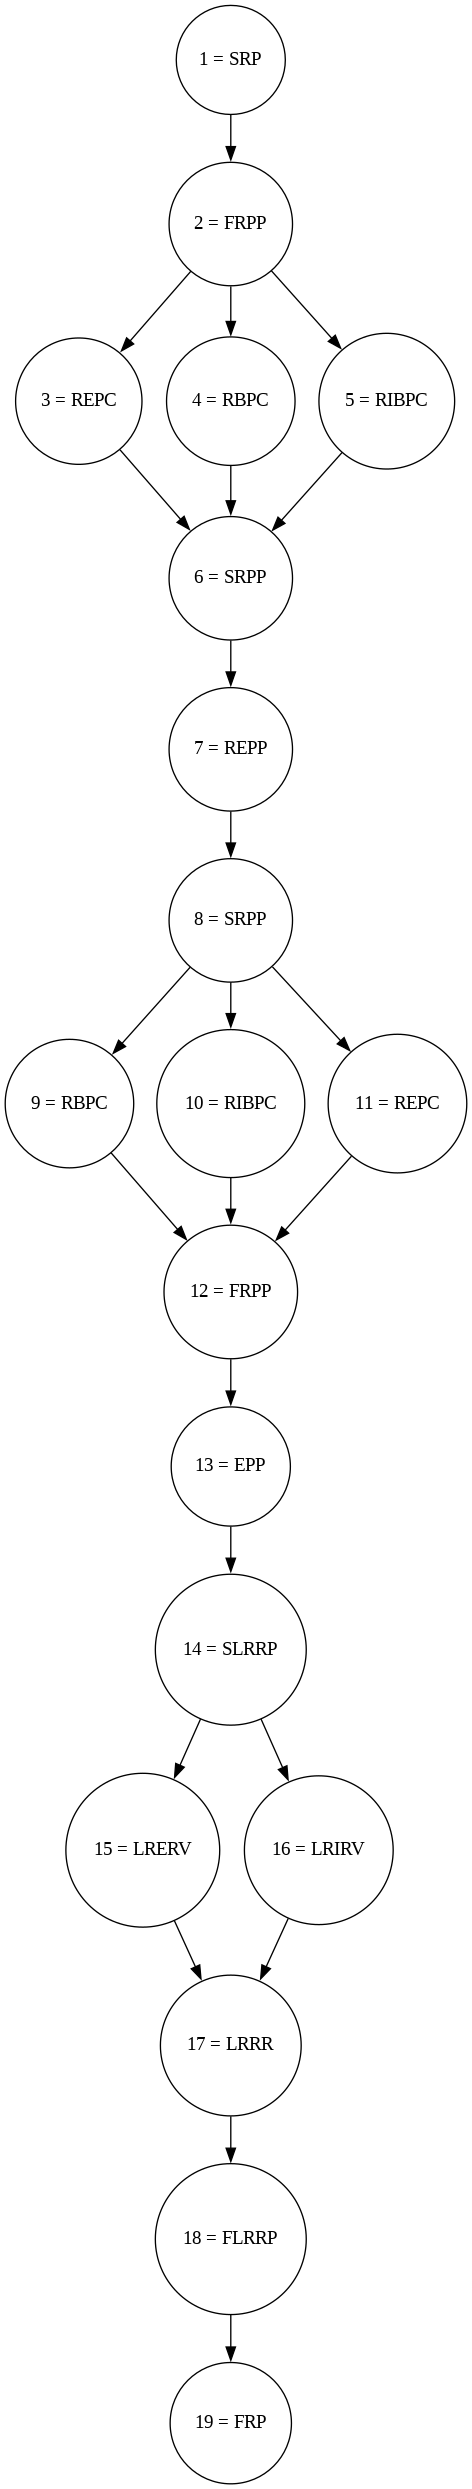 1 = SRP
2 = FRPP
3 = REPC
4 = RBPC
5 = RIBPC
6 = SRPP
7 = REPP
8 = SRPP
9 = RBPC
10 = RIBPC
11 = REPC
12 = FRPP
13 = EPP
14 = SLRRP
15 = LRERV
16 = LRIRV
17 = LRRR
18 = FLRRP
19 = FRP